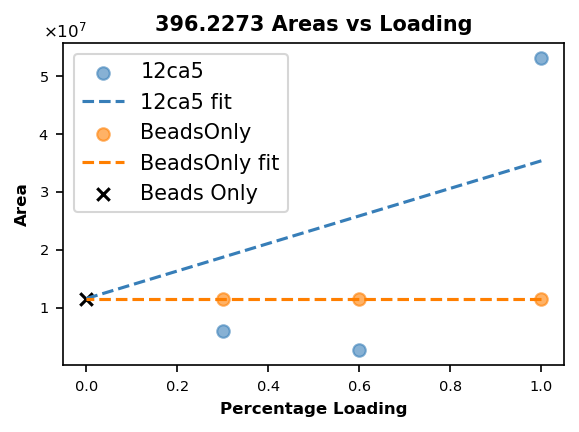 396.2273 Areas vs Loading
×10⁷
12ca5
12ca5 fit
BeadsOnly
BeadsOnly fit
Beads Only
5
4
3
2
1
Area
0.0 0.2 0.4 0.6 0.8 1.0
Percentage Loading